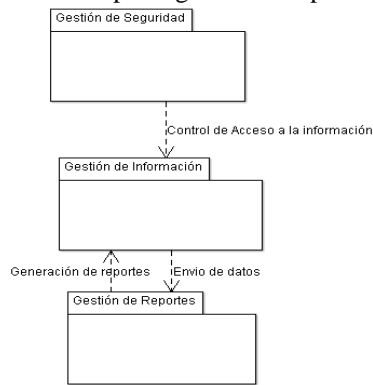 Gestión de Seguridad
Control de Acceso a la información
Gestión de Información
Generación de reportes
Envio de datos
Gestión de Reportes